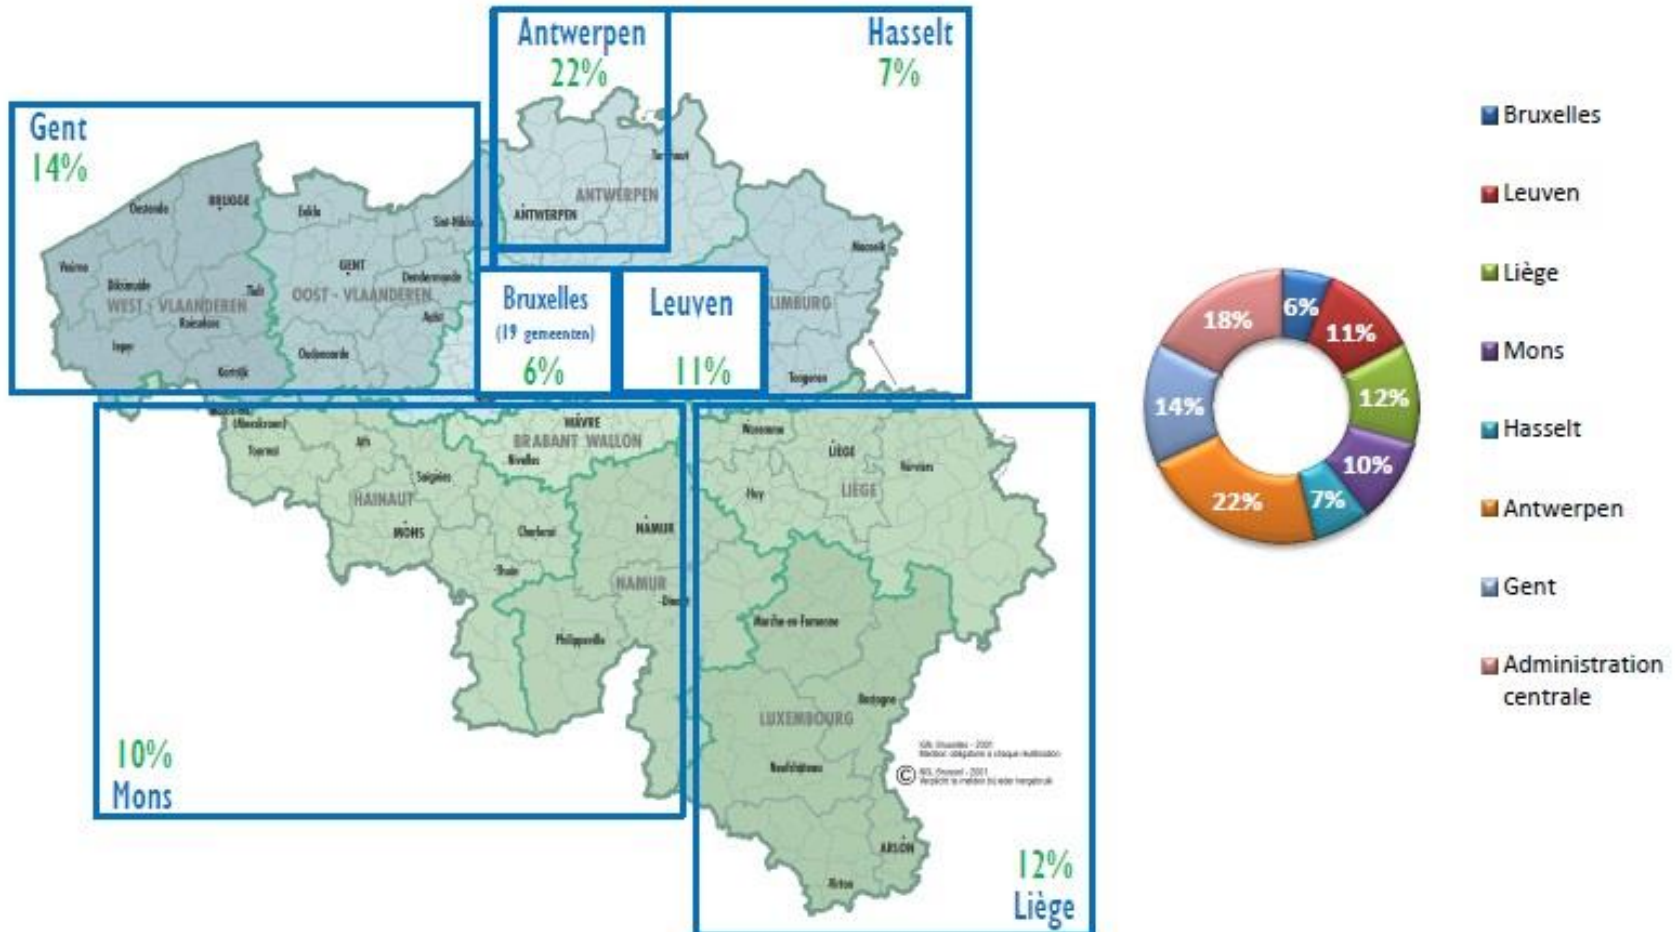 Antwerpen
22%
Hasselt
7%
Gent
14%
BRUGGE
Oostende
Eeklo
ANTWERPEN
ANTWERPEN
Maaseik
Veurne
GENT
Dendermonde
Diksmuide
Tielt
WEST - VLAANDEREN
OOST - VLAANDEREN
Roeselare
Aalst
Ieper
Oudenaarde
Kortrijk
Bruxelles
(19 gemeenten)
6%
Leuven
11%
LIMBURG
Tongeren
(Moeskroen)
Tournai
Ath
Soignies
WAVRE
BRABANT WALLON
Nivelles
HAINAUT
MONS
Charleroi
NAMUR
-Thuin
NAMUR
Philippeville
Waremme
LIÈGE
Verviers
Huy
LIÈGE
Marche-en-Famenne
Bastogne
LUXEMBOURG
Neufchâteau
ARLON
Virton
10%
Mons
12%
Liège
©
6%
11%
12%
10%
7%
22%
14%
18%
Bruxelles
Leuven
Liège
Mons
Hasselt
Antwerpen
Gent
Administration
centrale